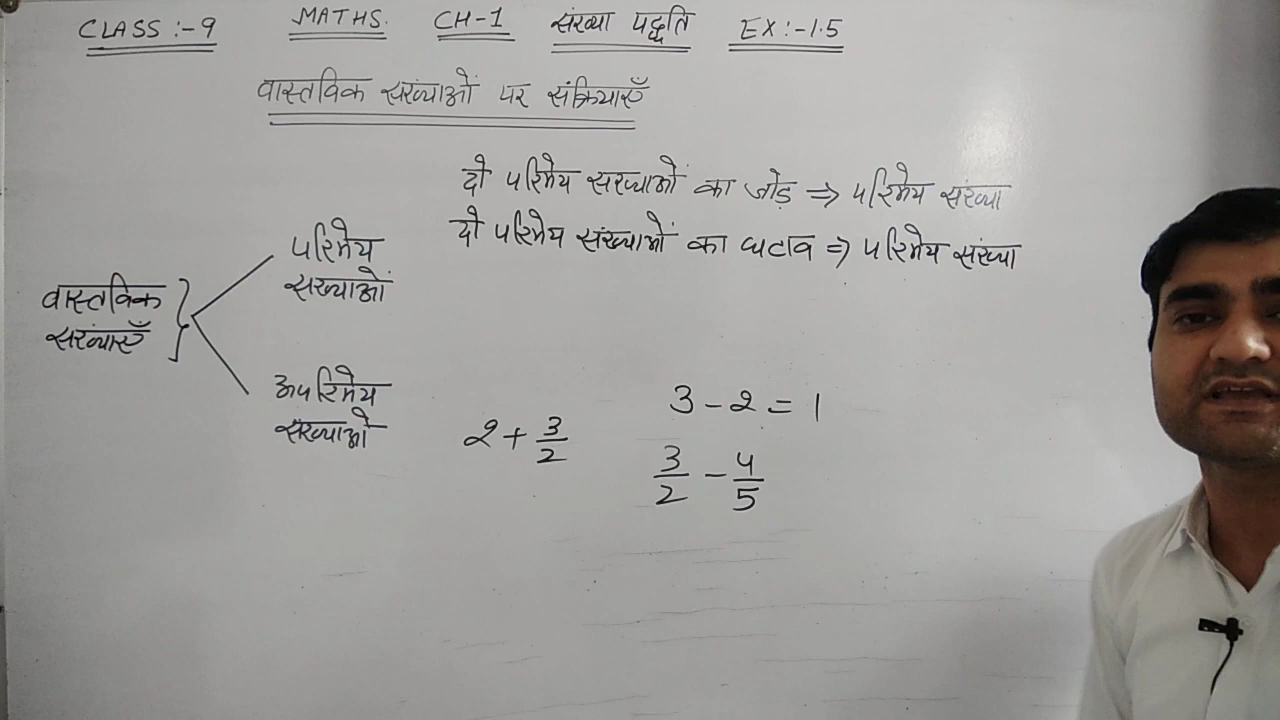 CLASS :- 9 MATHS. CH-1 संख्या पद्धति EX:-1.5
वास्तविक संख्याओं पर संक्रियाएँ
दो परिमेय संख्याओं का जोड़ ⇒ परिमेय संख्या
दो परिमेय संख्याओं का घटाव ⇒ परिमेय संख्या
वास्तविक
संख्याएँ
परिमेय
संख्याओं
अपरिमेय
संख्याओं
2 + 3/2
3 - 2 = 1
3/2 - 4/5